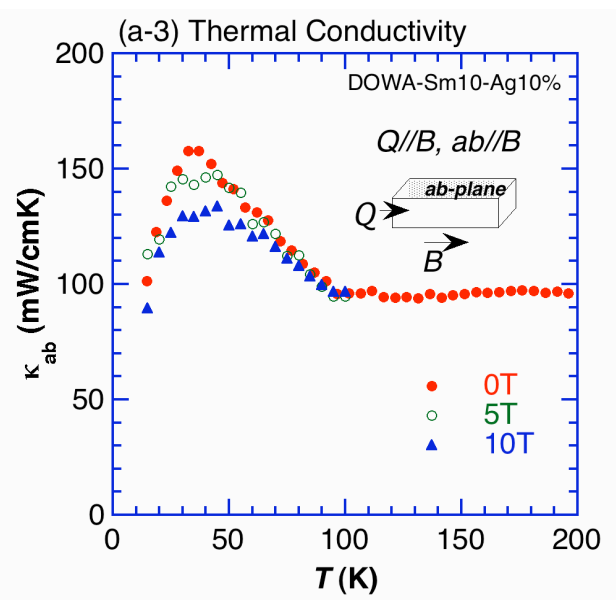 (a-3) Thermal Conductivity
200
DOWA-Sm10-Ag10%
Q//B, ab//B
150
ab-plane
Q
B
κab (mW/cmK)
100
0T
50
5T
10T
0
0 50 100 150 200
T (K)